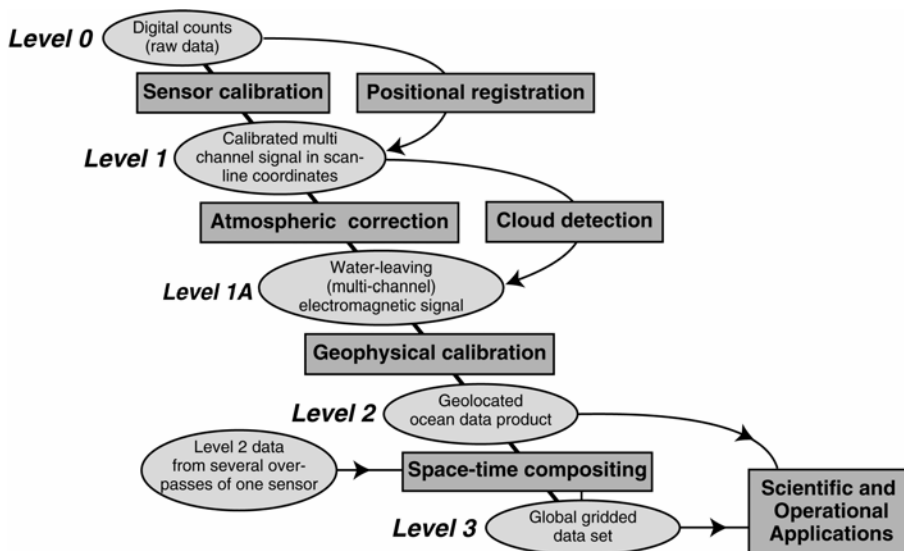 Level 0
Digital counts
(raw data)
Sensor calibration
Positional registration
Level 1
Calibrated multi
channel signal in scan-
line coordinates
Atmospheric correction
Cloud detection
Level 1A
Water-leaving
(multi-channel)
electromagnetic signal
Geophysical calibration
Level 2
Geolocated
ocean data product
Level 2 data
from several over-
passes of one sensor
Space-time compositing
Scientific and
Operational
Applications
Level 3
Global gridded
data set